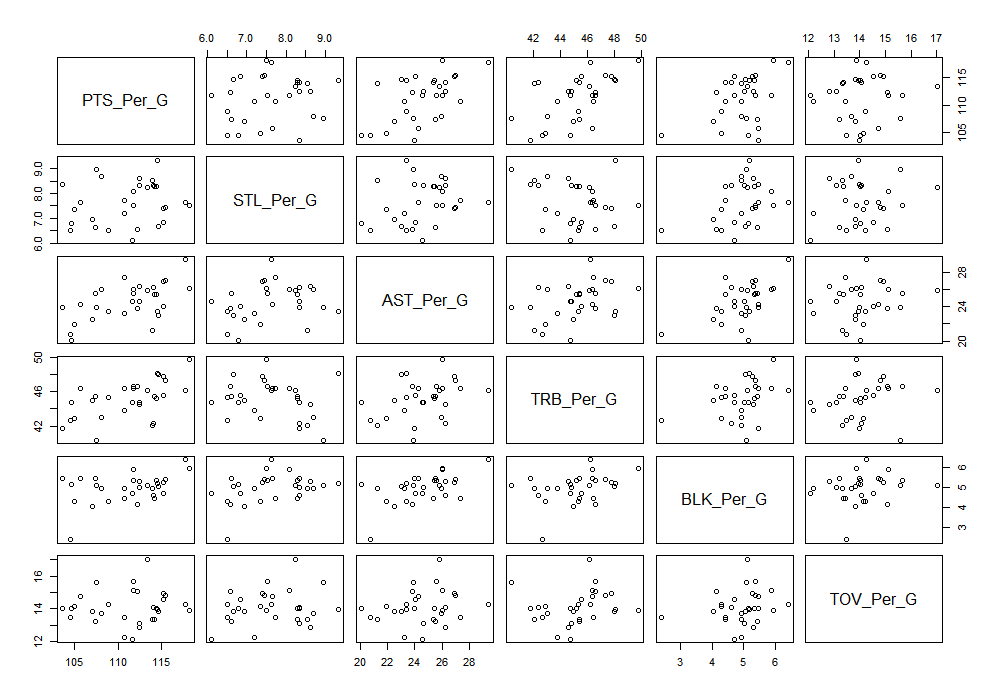 6.0 7.0 8.0 9.0 42 44 46 48 50 12 13 14 15 16 17
PTS_Per_G 105 110 115
6.0 7.0 8.0 9.0 STL_Per_G
AST_Per_G 20 24 28
42 46 50 TRB_Per_G
BLK_Per_G 3 4 5 6
12 14 16 TOV_Per_G
105 110 115 20 22 24 26 28 3 4 5 6